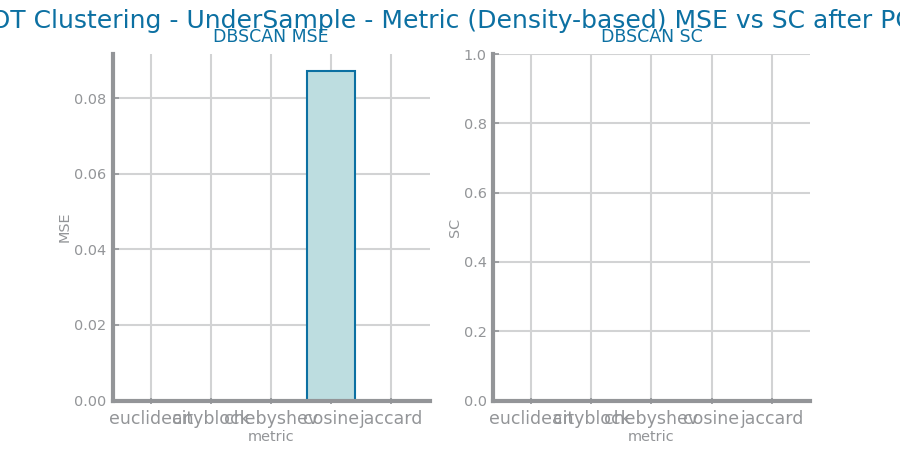 OT Clustering - UnderSample - Metric (Density-based) MSE vs SC after PC
DBSCAN MSE
DBSCAN SC
MSE
0.08
0.06
0.04
0.02
0.00
euclidean cityblock chebyshev cosine jaccard
metric
SC
1.0
0.8
0.6
0.4
0.2
0.0
euclidean cityblock chebyshev cosine jaccard
metric